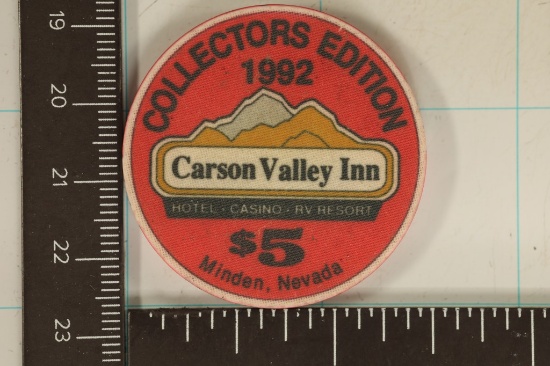 COLLECTORS EDITION
1992
Carson Valley Inn
HOTEL · CASINO · RV RESORT
$5
Minden, Nevada
19
20
21
22
23